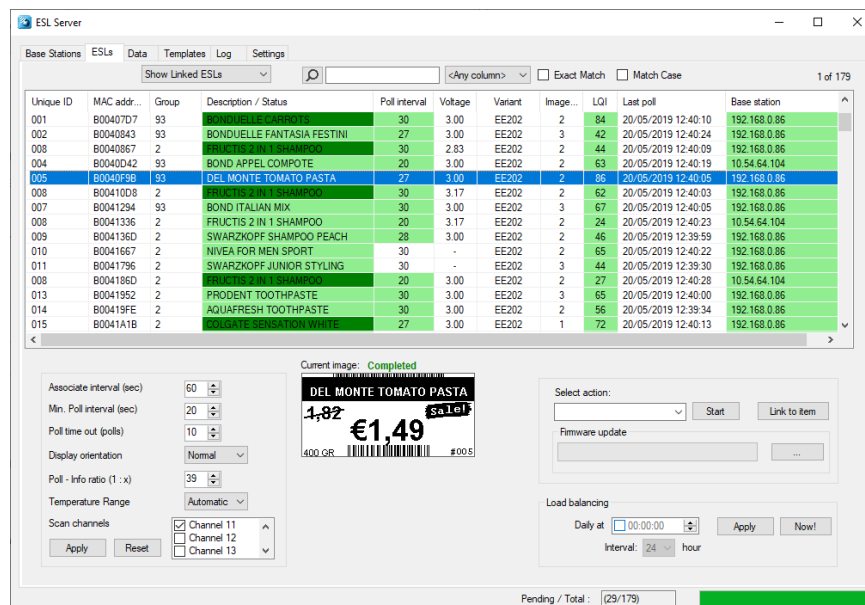 ESL Server
Base Stations ESLs Data Templates Log Settings
Show Linked ESLs <Any column> Exact Match Match Case 1 of 179
Unique ID MAC addr... Group Description / Status Poll interval Voltage Variant Image... LQI Last poll Base station
001 B00407D7 93 BONDUELLE CARROTS 30 3.00 EE202 2 84 20/05/2019 12:40:10 192.168.0.86
002 B0040843 93 BONDUELLE FANTASIA FESTINI 27 3.00 EE202 3 42 20/05/2019 12:40:24 192.168.0.86
008 B0040867 2 FRUCTIS 2 IN 1 SHAMPOO 30 2.83 EE202 2 44 20/05/2019 12:40:09 192.168.0.86
004 B0040D42 93 BOND APPEL COMPOTE 20 3.00 EE202 2 63 20/05/2019 12:40:19 10.54.64.104
005 B0040F9B 93 DEL MONTE TOMATO PASTA 27 3.00 EE202 2 86 20/05/2019 12:40:05 192.168.0.86
008 B00410D8 2 FRUCTIS 2 IN 1 SHAMPOO 30 3.17 EE202 2 62 20/05/2019 12:40:03 192.168.0.86
007 B0041294 93 BOND ITALIAN MIX 30 3.00 EE202 3 67 20/05/2019 12:40:05 192.168.0.86
008 B0041336 2 FRUCTIS 2 IN 1 SHAMPOO 20 3.17 EE202 2 24 20/05/2019 12:40:23 10.54.64.104
009 B004136D 2 SWARZKOPF SHAMPOO PEACH 28 3.00 EE202 2 46 20/05/2019 12:39:59 192.168.0.86
010 B0041667 2 NIVEA FOR MEN SPORT 30 - EE202 2 65 20/05/2019 12:40:22 192.168.0.86
011 B0041796 2 SWARZKOPF JUNIOR STYLING 30 - EE202 3 44 20/05/2019 12:39:30 192.168.0.86
008 B004186D 2 FRUCTIS 2 IN 1 SHAMPOO 20 3.00 EE202 2 27 20/05/2019 12:40:28 10.54.64.104
013 B0041952 2 PRODENT TOOTHPASTE 30 3.00 EE202 3 65 20/05/2019 12:40:00 192.168.0.86
014 B00419FE 2 AQUAFRESH TOOTHPASTE 30 3.00 EE202 2 56 20/05/2019 12:39:34 192.168.0.86
015 B0041A1B 2 COLGATE SENSATION WHITE 27 3.00 EE202 1 72 20/05/2019 12:40:13 192.168.0.86
Current image: Completed
DEL MONTE TOMATO PASTA
1,82 Sale!
€1,49
400 GR #005
Associate interval (sec) 60
Min. Poll interval (sec) 20
Poll time out (polls) 10
Display orientation Normal
Poll - Info ratio (1 : x) 39
Temperature Range Automatic
Scan channels Channel 11
Channel 12
Channel 13
Apply Reset
Select action:
Start Link to item
Firmware update
...
Load balancing
Daily at 00:00:00 Apply Now!
Interval: 24 hour
Pending / Total : (29/179)